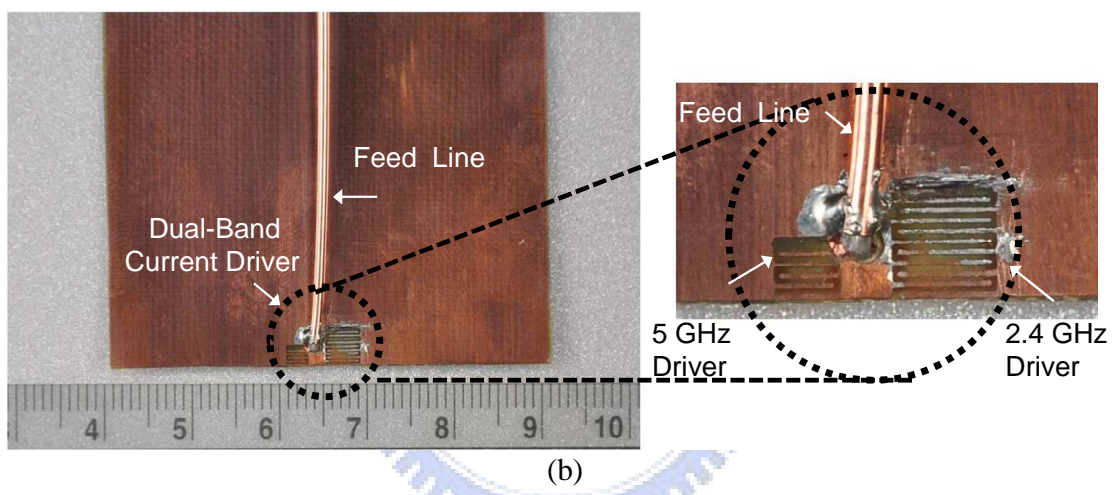 Feed Line
Dual-Band
Current Driver
4 5 6 7 8 9 10
Feed Line
5 GHz
Driver
2.4 GHz
Driver
(b)